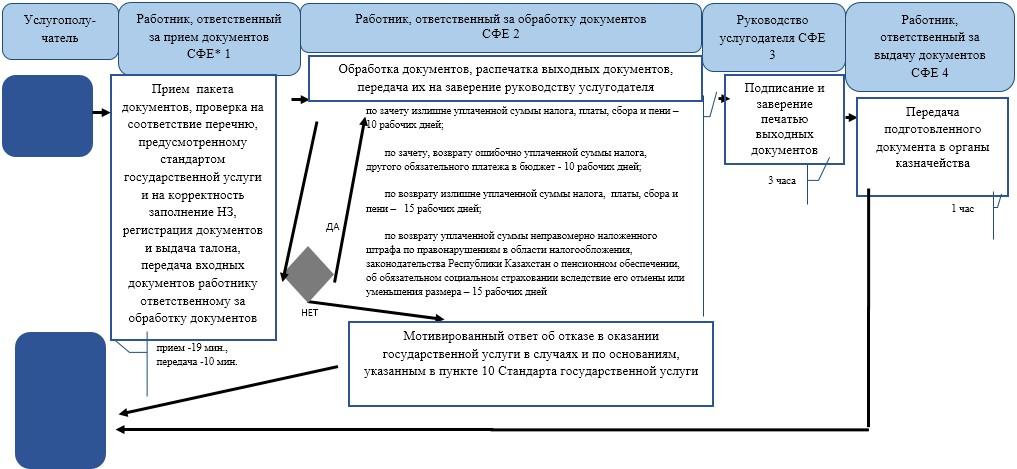 Услугополу-
чатель
Работник, ответственный
за прием документов
СФЕ* 1
Работник, ответственный за обработку документов
СФЕ 2
Руководство
услугодателя СФЕ
3
Работник,
ответственный за
выдачу документов
СФЕ 4
Прием пакета
документов, проверка на
соответствие перечню,
предусмотренному
стандартом
государственной услуги
и на корректность
заполнение НЗ,
регистрация документов
и выдача талона,
передача входных
документов работнику
ответственному за
обработку документов
прием -19 мин.,
передача -10 мин.
Обработка документов, распечатка выходных документов,
передача их на заверение руководству услугодателя
по зачету излишне уплаченной суммы налога, платы, сбора и пени –
10 рабочих дней;
по зачету, возврату ошибочно уплаченной суммы налога,
другого обязательного платежа в бюджет - 10 рабочих дней;
по возврату излишне уплаченной суммы налога, платы, сбора и
пени – 15 рабочих дней;
по возврату уплаченной суммы неправомерно наложенного
штрафа по правонарушениям в области налогообложения,
законодательства Республики Казахстан о пенсионном обеспечении,
об обязательном социальном страховании вследствие его отмены или
уменьшения размера – 15 рабочих дней
ДА
НЕТ
Мотивированный ответ об отказе в оказании
государственной услуги в случаях и по основаниям,
указанным в пункте 10 Стандарта государственной услуги
Подписание и
заверение
печатью
выходных
документов
3 часа
Передача
подготовленного
документа в органы
казначейства
1 час